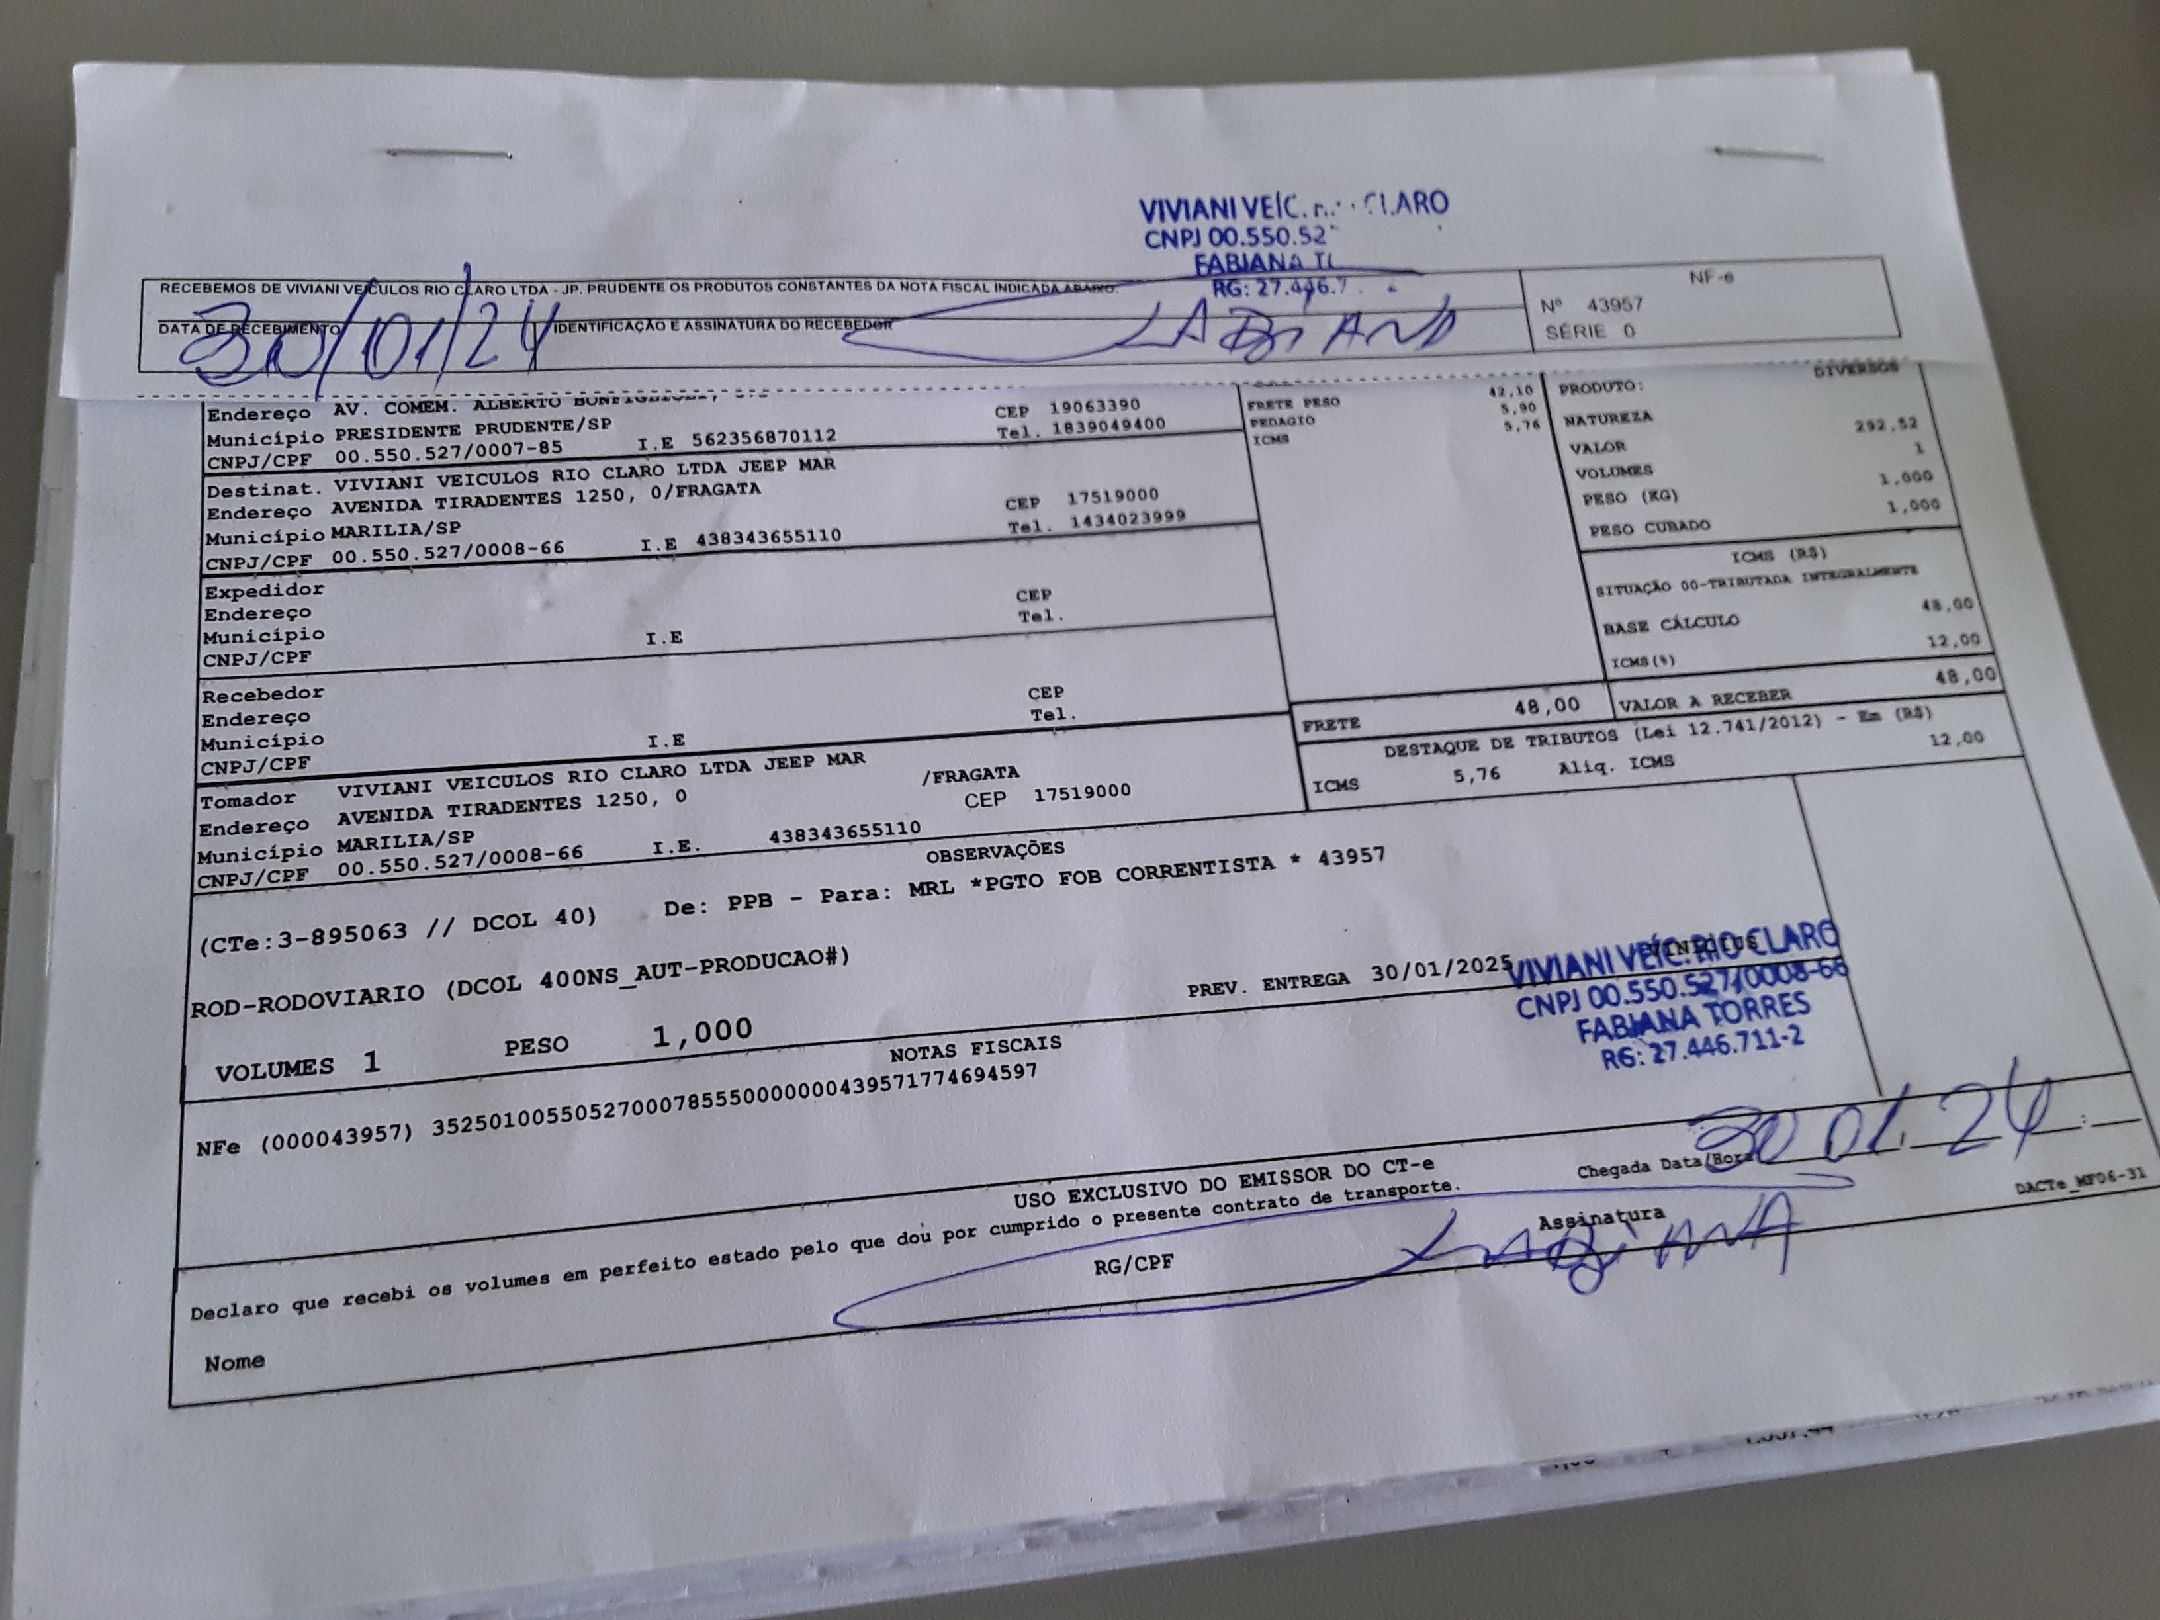 VIVIANI VEÍC. CLARO
CNPJ 00.550.52
FABIANA
RG: 27.446.7
RECEBEMOS DE VIVIANI VEÍCULOS RIO CLARO LTDA - JP. PRUDENTE OS PRODUTOS CONSTANTES DA NOTA FISCAL INDICADA ABAIXO.
NF-e
Nº 43957
SÉRIE 0
DATA DE RECEBIMENTO
IDENTIFICAÇÃO E ASSINATURA DO RECEBEDOR
30/01/24
Endereço AV. COMEM. ALBERTO
CEP 19063390
Município PRESIDENTE PRUDENTE/SP
Tel. 1839049400
CNPJ/CPF 00.550.527/0007-85 I.E 562356870112
Destinat. VIVIANI VEICULOS RIO CLARO LTDA JEEP MAR
Endereço AVENIDA TIRADENTES 1250, 0/FRAGATA
CEP 17519000
Município MARILIA/SP
Tel. 1434023999
CNPJ/CPF 00.550.527/0008-66 I.E 438343655110
Expedidor
Endereço CEP
Município Tel.
CNPJ/CPF I.E
Recebedor
Endereço CEP
Município Tel.
CNPJ/CPF I.E
Tomador VIVIANI VEICULOS RIO CLARO LTDA JEEP MAR
Endereço AVENIDA TIRADENTES 1250, 0 /FRAGATA
Município MARILIA/SP CEP 17519000
CNPJ/CPF 00.550.527/0008-66 I.E. 438343655110
FRETE PESO 42,10
PEDAGIO 5,90
ICMS 5,76
PRODUTO: DIVERSOS
NATUREZA
VALOR 292,52
VOLUMES 1
PESO (KG) 1,000
PESO CUBADO 1,000
ICMS (R$)
SITUAÇÃO 00-TRIBUTADA INTEGRALMENTE
BASE CÁLCULO 48,00
ICMS(%) 12,00
FRETE 48,00
VALOR A RECEBER 48,00
DESTAQUE DE TRIBUTOS (Lei 12.741/2012) - Em (R$)
ICMS 5,76 Aliq. ICMS 12,00
OBSERVAÇÕES
(CTe:3-895063 // DCOL 40) De: PPB - Para: MRL *PGTO FOB CORRENTISTA * 43957
ROD-RODOVIARIO (DCOL 400NS_AUT-PRODUCAO#)
PREV. ENTREGA 30/01/2025
VINICIUS
VIVIANI VEÍC. RIO CLARO
CNPJ 00.550.527/0008-66
FABIANA TORRES
RG: 27.446.711-2
VOLUMES 1 PESO 1,000
NOTAS FISCAIS
NFe (000043957) 35250100550527000785550000000439571774694597
USO EXCLUSIVO DO EMISSOR DO CT-e
Declaro que recebi os volumes em perfeito estado pelo que dou por cumprido o presente contrato de transporte.
Chegada Data/Hora
30 01. 24
DACTe_MF06-31
Nome
RG/CPF
Assinatura